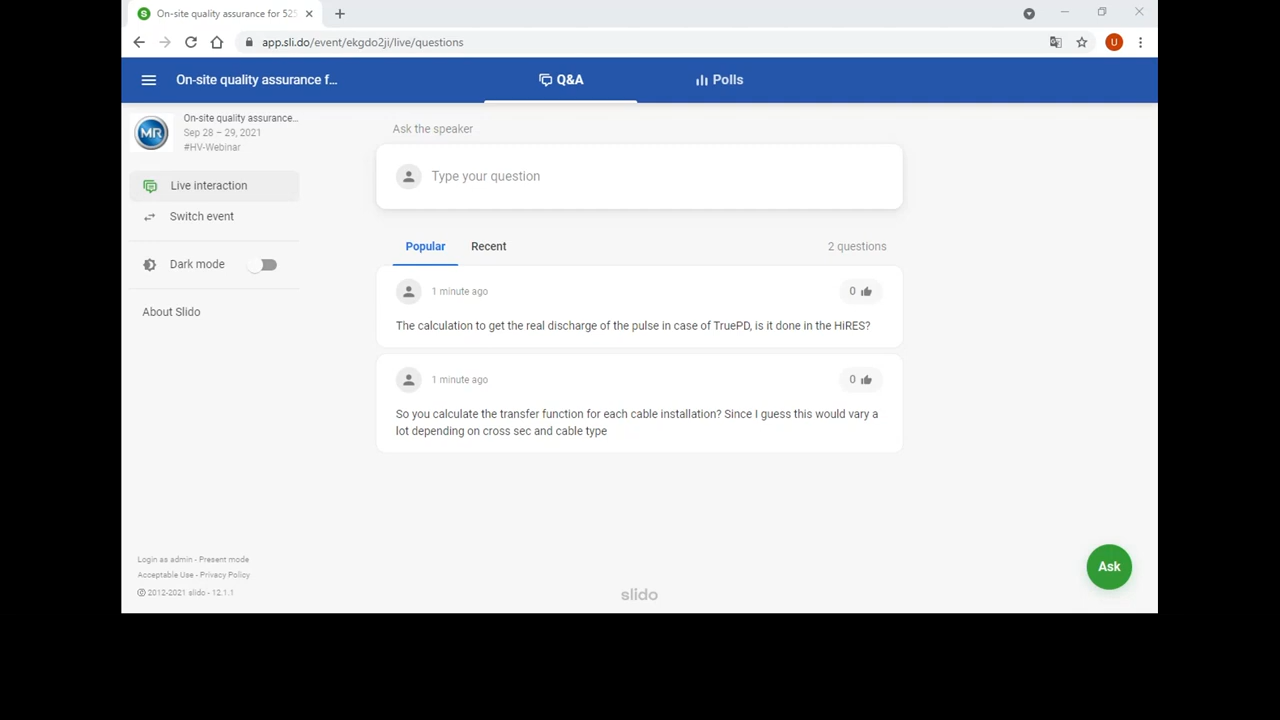 On-site quality assurance for 525
app.sli.do/event/ekgdo2ji/live/questions
U
On-site quality assurance f...
Q&A
Polls
MR
On-site quality assurance...
Sep 28 – 29, 2021
#HV-Webinar
Live interaction
Switch event
Dark mode
About Slido
Ask the speaker
Type your question
Popular
Recent
2 questions
1 minute ago
0
The calculation to get the real discharge of the pulse in case of TruePD, is it done in the HiRES?
1 minute ago
0
So you calculate the transfer function for each cable installation? Since I guess this would vary a
lot depending on cross sec and cable type
Login as admin - Present mode
Acceptable Use - Privacy Policy
© 2012-2021 slido - 12.1.1
slido
Ask